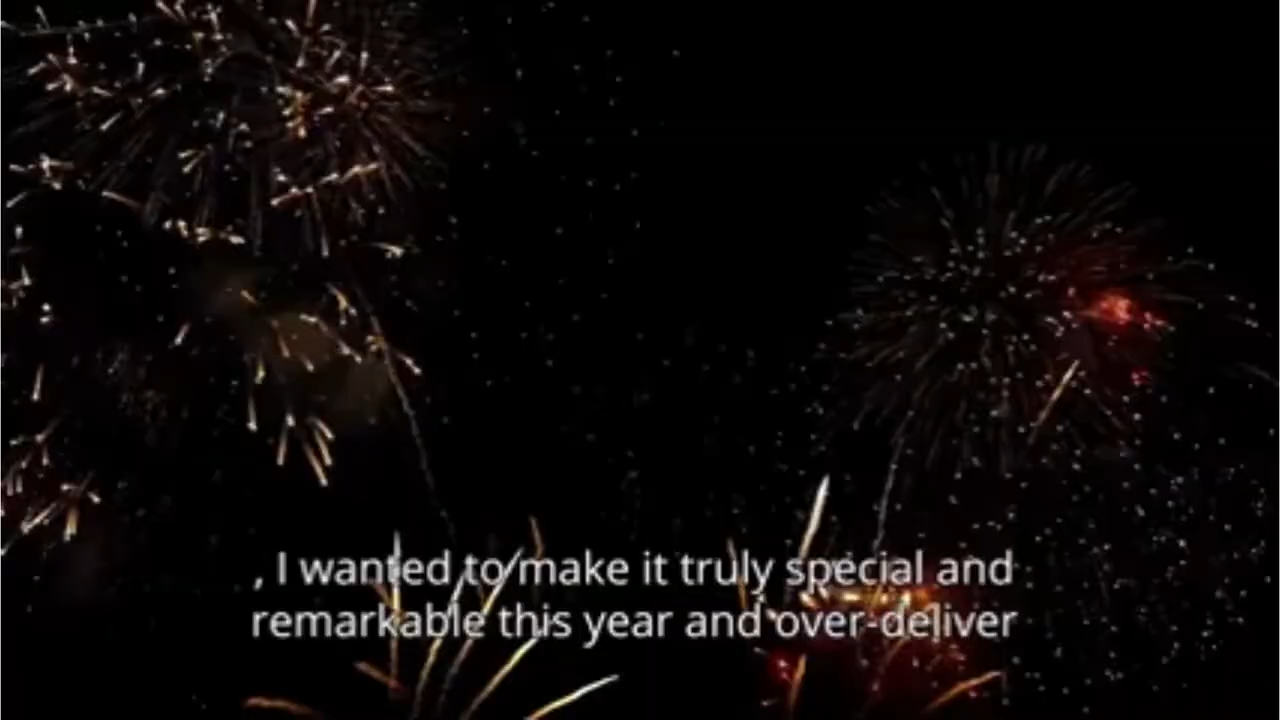 , I wanted to make it truly special and
remarkable this year and over-deliver